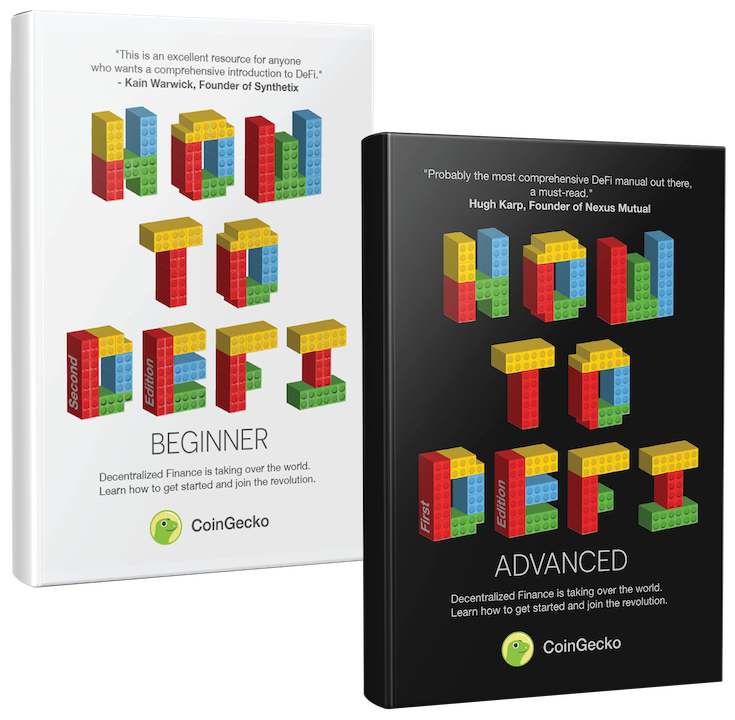 "This is an excellent resource for anyone
who wants a comprehensive introduction to DeFi."
- Kain Warwick, Founder of Synthetix
HOW
TO
DEFI
Second
Edition
BEGINNER
Decentralized Finance is taking over the world.
Learn how to get started and join the revolution.
CoinGecko
"Probably the most comprehensive DeFi manual out there,
a must-read."
Hugh Karp, Founder of Nexus Mutual
HOW
TO
DEFI
First
Edition
ADVANCED
Decentralized Finance is taking over the world.
Learn how to get started and join the revolution.
CoinGecko